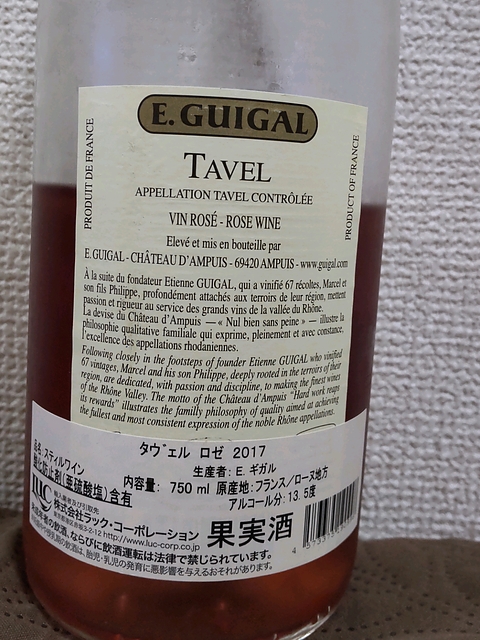 E. GUIGAL
TAVEL
APPELLATION TAVEL CONTRÔLÉE
VIN ROSÉ - ROSE WINE
Elevé et mis en bouteille par
E. GUIGAL - CHÂTEAU D'AMPUIS - 69420 AMPUIS - www.guigal.com
PRODUIT DE FRANCE
PRODUCT OF FRANCE
À la suite du fondateur Etienne GUIGAL, qui a vinifié 67 récoltes, Marcel et
son fils Philippe, profondément attachés aux terroirs de leur région, mettent
passion et rigueur au service des grands vins de la vallée du Rhône.
La devise du Château d'Ampuis — « Nul bien sans peine » — illustre la
philosophie qualitative familiale qui exprime, pleinement et avec constance,
l'excellence des appellations rhodaniennes.
Following closely in the footsteps of founder Etienne GUIGAL who vinified
67 vintages, Marcel and his son Philippe, deeply rooted in the terroirs of their
region, are dedicated, with passion and discipline, to making the finest wines
of the Rhône Valley. The motto of the Château d'Ampuis "Hard work reaps
its rewards" illustrates the familly philosophy of quality aimed at achieving
the fullest and most consistent expression of the noble Rhône appellations.
タヴェル ロゼ 2017
品名:スティルワイン
生産者: E. ギガル
酸化防止剤(亜硫酸塩)含有
内容量: 750 ml 原産地: フランス/ローヌ地方
アルコール分: 13.5度
LUC
輸入業者及び引取先
株式会社ラック・コーポレーション
3-2-12 http://www.luc-corp.co.jp
果実酒
未成年者の飲酒、ならびに飲酒運転は法律で禁じられています。
妊娠中や授乳期の飲酒は、胎児・乳児の発育に悪影響を与えるおそれがあります。